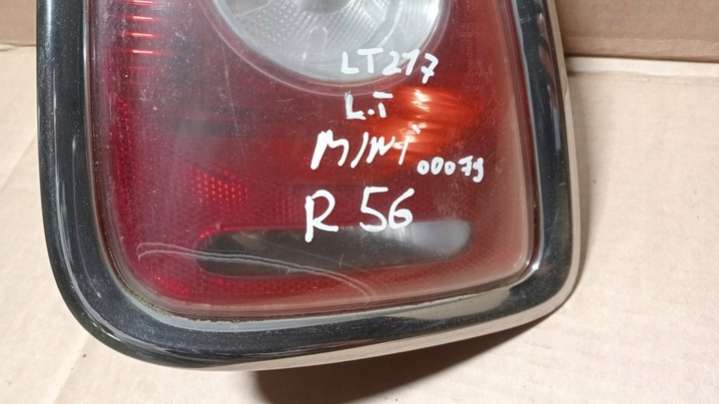 LT217
L.T
MINI 00079
R 56